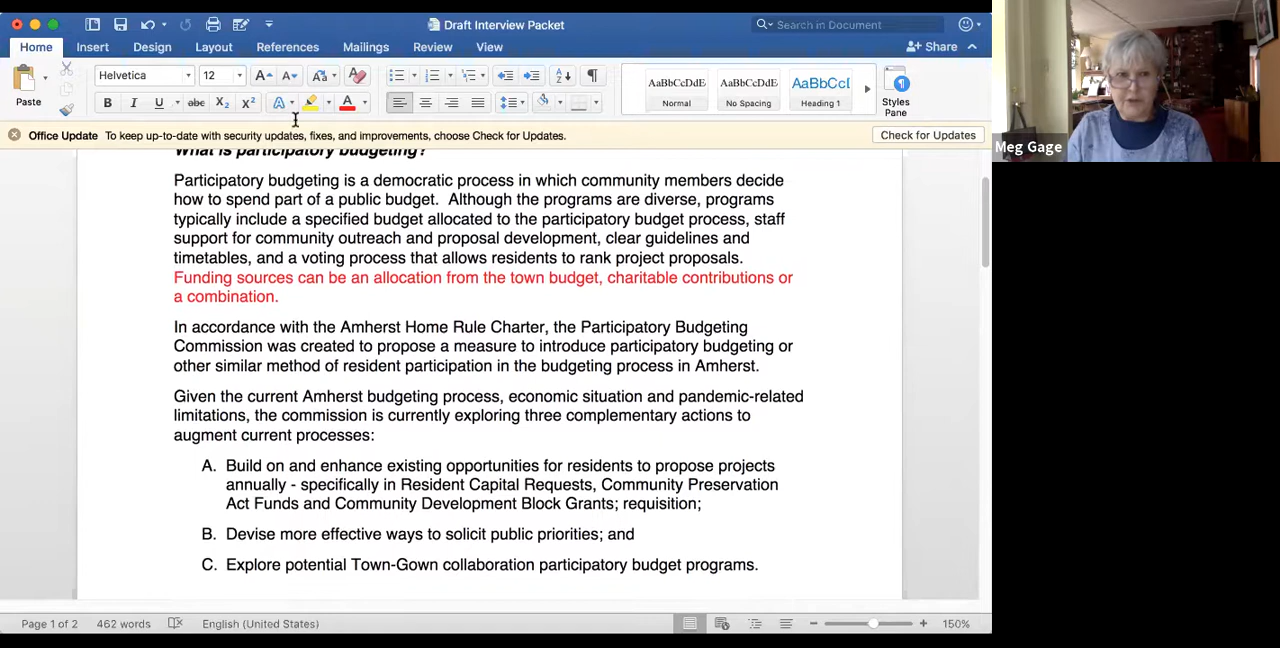 Draft Interview Packet
Search in Document
Home Insert Design Layout References Mailings Review View
Share
Paste
Helvetica 12
B I U abc X₂ X² A A
AaBbCcDdE AaBbCcDdE AaBbCcI
Normal No Spacing Heading 1
Styles
Pane
Office Update To keep up-to-date with security updates, fixes, and improvements, choose Check for Updates.
Check for Updates
Meg Gage
What is participatory budgeting?
Participatory budgeting is a democratic process in which community members decide
how to spend part of a public budget. Although the programs are diverse, programs
typically include a specified budget allocated to the participatory budget process, staff
support for community outreach and proposal development, clear guidelines and
timetables, and a voting process that allows residents to rank project proposals.
Funding sources can be an allocation from the town budget, charitable contributions or
a combination.
In accordance with the Amherst Home Rule Charter, the Participatory Budgeting
Commission was created to propose a measure to introduce participatory budgeting or
other similar method of resident participation in the budgeting process in Amherst.
Given the current Amherst budgeting process, economic situation and pandemic-related
limitations, the commission is currently exploring three complementary actions to
augment current processes:
A. Build on and enhance existing opportunities for residents to propose projects
annually - specifically in Resident Capital Requests, Community Preservation
Act Funds and Community Development Block Grants; requisition;
B. Devise more effective ways to solicit public priorities; and
C. Explore potential Town-Gown collaboration participatory budget programs.
Page 1 of 2 462 words English (United States) 150%